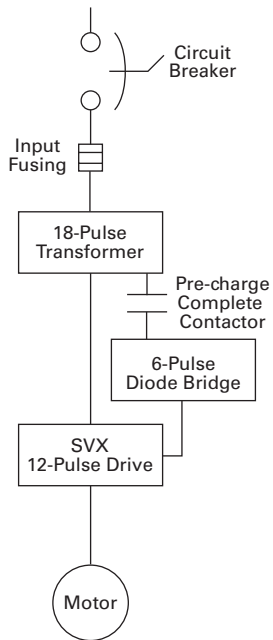 Circuit
Breaker
Input
Fusing
18-Pulse
Transformer
Pre-charge
Complete
Contactor
6-Pulse
Diode Bridge
SVX
12-Pulse Drive
Motor